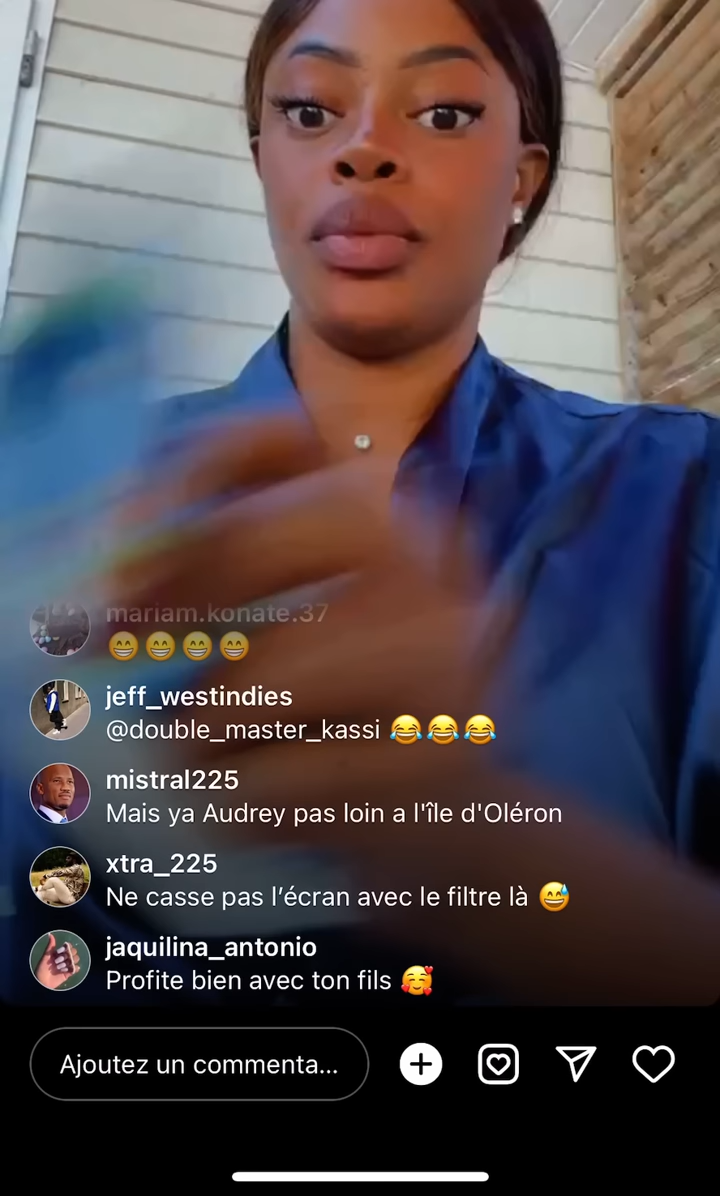 mariam.konate.37
😁😁😁😁
jeff_westindies
@double_master_kassi 😂😂😂
mistral225
Mais ya Audrey pas loin a l'île d'Oléron
xtra_225
Ne casse pas l’écran avec le filtre là 😅
jaquilina_antonio
Profite bien avec ton fils 🥰
Ajoutez un commenta...